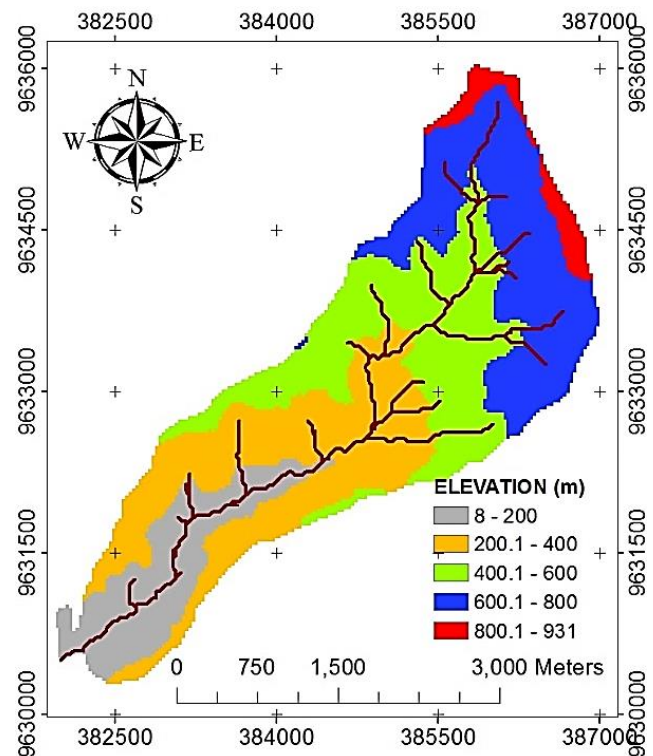 382500 384000 385500 387000
9636000 9636000
N
W E
S
9634500 9634500
9633000 9633000
ELEVATION (m)
8 - 200
200.1 - 400
9631500 9631500
400.1 - 600
600.1 - 800
800.1 - 931
0 750 1,500 3,000 Meters
9630000 9630000
382500 384000 385500 387000